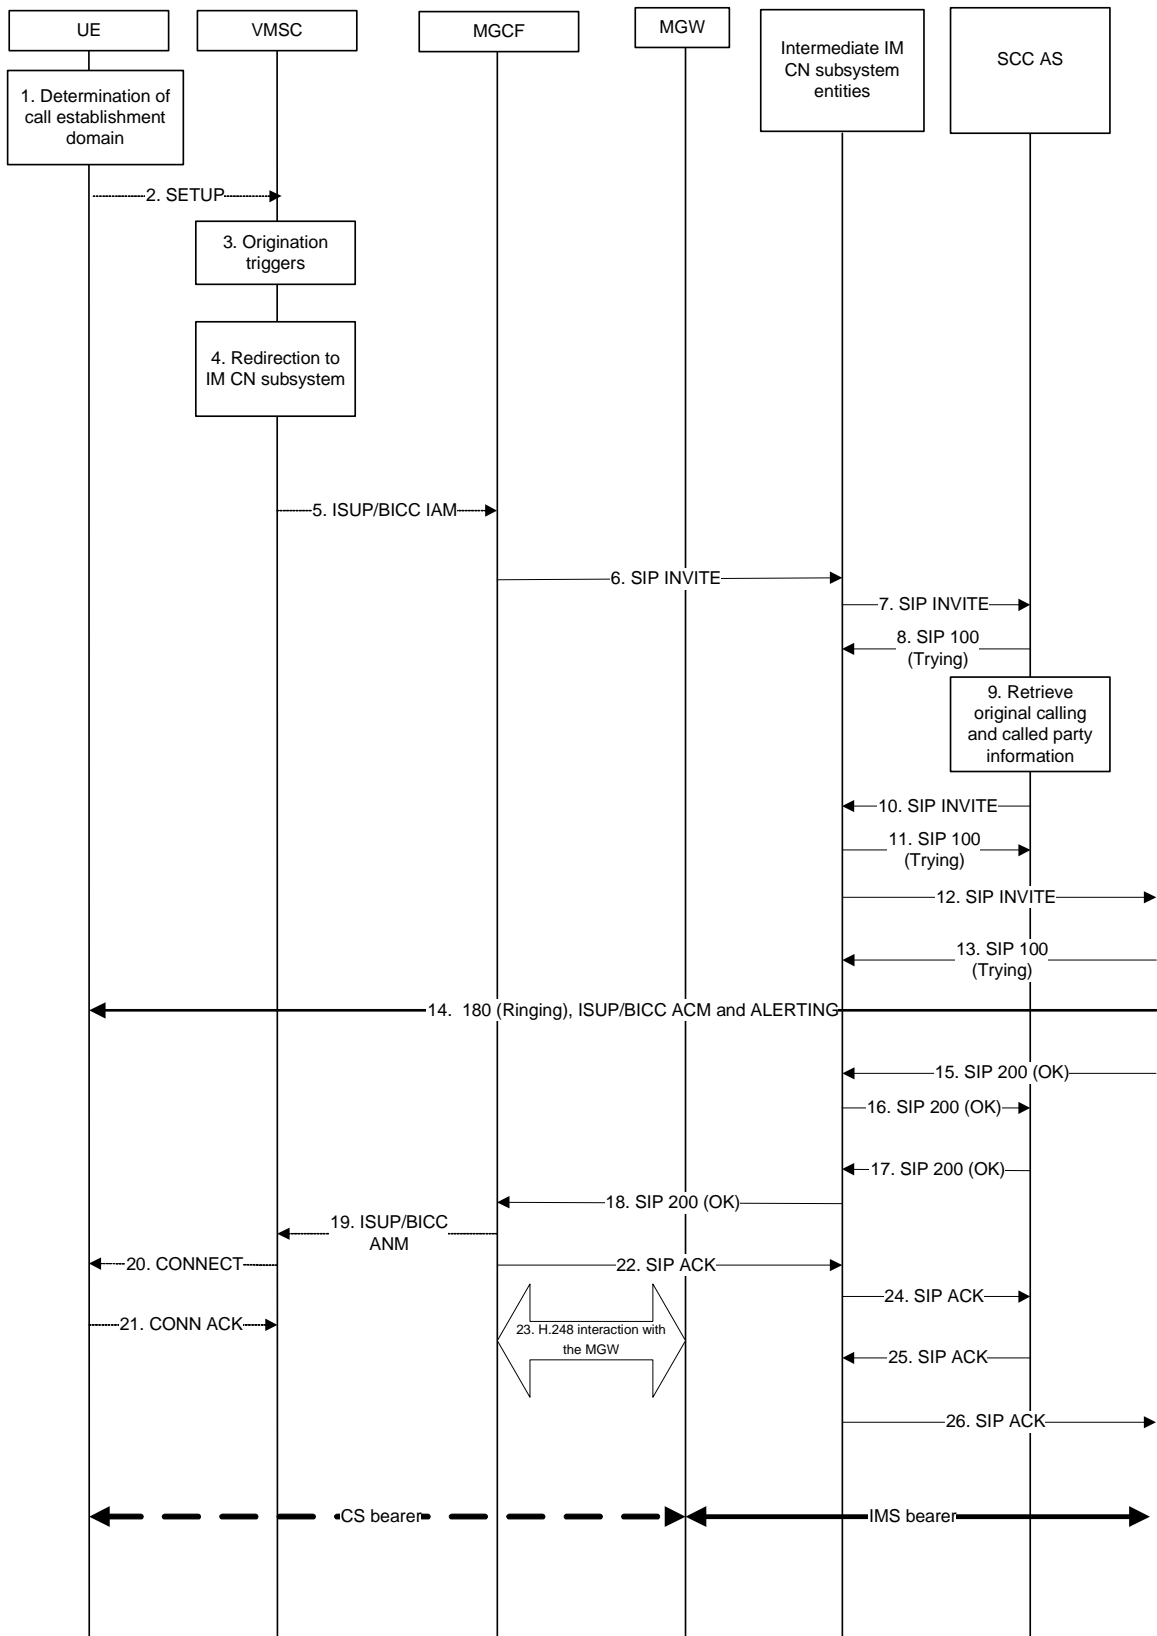 UE
VMSC
MGCF
MGW
Intermediate IM
CN subsystem
entities
SCC AS
1. Determination of
call establishment
domain
2. SETUP
3. Origination
triggers
4. Redirection to
IM CN subsystem
5. ISUP/BICC IAM
6. SIP INVITE
7. SIP INVITE
8. SIP 100
(Trying)
9. Retrieve
original calling
and called party
information
10. SIP INVITE
11. SIP 100
(Trying)
12. SIP INVITE
13. SIP 100
(Trying)
14.  180 (Ringing), ISUP/BICC ACM and ALERTING
15. SIP 200 (OK)
16. SIP 200 (OK)
17. SIP 200 (OK)
18. SIP 200 (OK)
19. ISUP/BICC
ANM
20. CONNECT
22. SIP ACK
24. SIP ACK
21. CONN ACK
23. H.248 interaction with
the MGW
25. SIP ACK
26. SIP ACK
CS bearer
IMS bearer